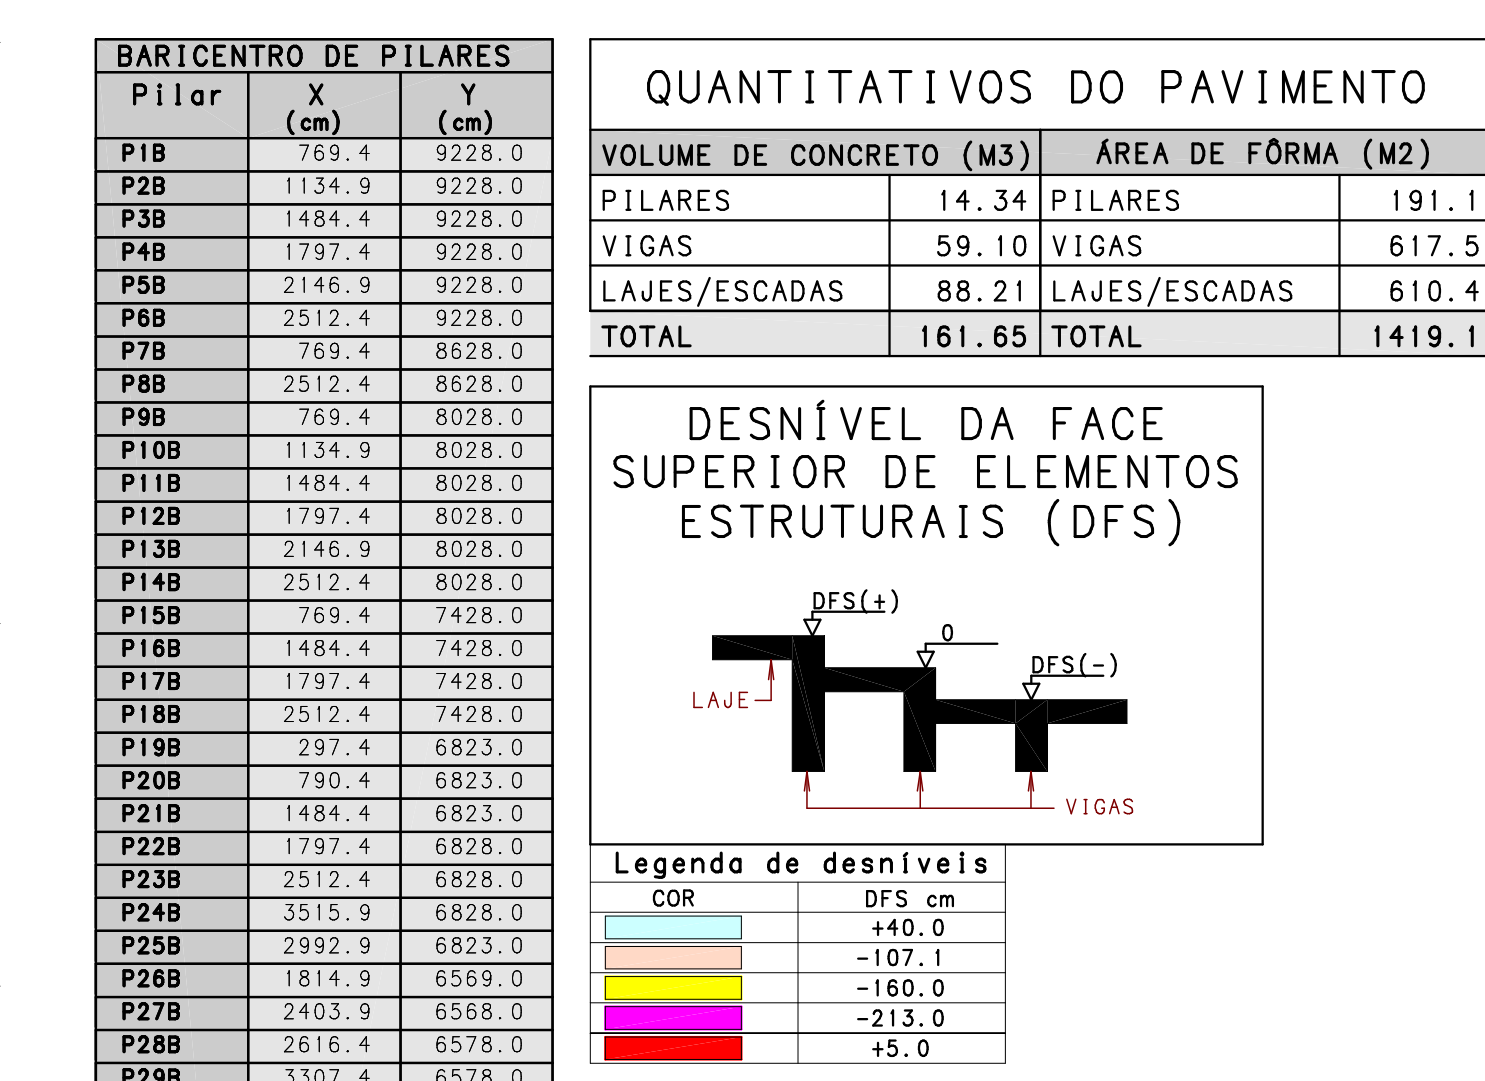 BARICENTRO DE PILARES
Pilar X Y
(cm) (cm)
P1B 769.4 9228.0
P2B 1134.9 9228.0
P3B 1484.4 9228.0
P4B 1797.4 9228.0
P5B 2146.9 9228.0
P6B 2512.4 9228.0
P7B 769.4 8628.0
P8B 2512.4 8628.0
P9B 769.4 8028.0
P10B 1134.9 8028.0
P11B 1484.4 8028.0
P12B 1797.4 8028.0
P13B 2146.9 8028.0
P14B 2512.4 8028.0
P15B 769.4 7428.0
P16B 1484.4 7428.0
P17B 1797.4 7428.0
P18B 2512.4 7428.0
P19B 297.4 6823.0
P20B 790.4 6823.0
P21B 1484.4 6823.0
P22B 1797.4 6828.0
P23B 2512.4 6828.0
P24B 3515.9 6828.0
P25B 2992.9 6823.0
P26B 1814.9 6569.0
P27B 2403.9 6568.0
P28B 2616.4 6578.0
P29B 3307.4 6578.0
QUANTITATIVOS DO PAVIMENTO
VOLUME DE CONCRETO (M3) ÁREA DE FÔRMA (M2)
PILARES 14.34 PILARES 191.1
VIGAS 59.10 VIGAS 617.5
LAJES/ESCADAS 88.21 LAJES/ESCADAS 610.4
TOTAL 161.65 TOTAL 1419.1
DESNÍVEL DA FACE
SUPERIOR DE ELEMENTOS
ESTRUTURAIS (DFS)
DFS(+)
0
DFS(-)
LAJE
VIGAS
Legenda de desníveis
COR DFS cm
+40.0
-107.1
-160.0
-213.0
+5.0